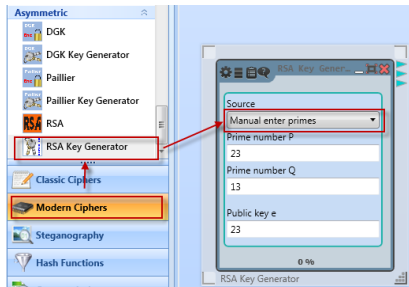 Asymmetric
DGK
DGK
DGK Key Generator
Paillier
Paillier Key Generator
RSA
RSA
RSA Key Generator
Classic Ciphers
Modern Ciphers
Steganography
Hash Functions
RSA Key Gener...
Source
Manual enter primes
Prime number P
23
Prime number Q
13
Public key e
23
0 %
RSA Key Generator